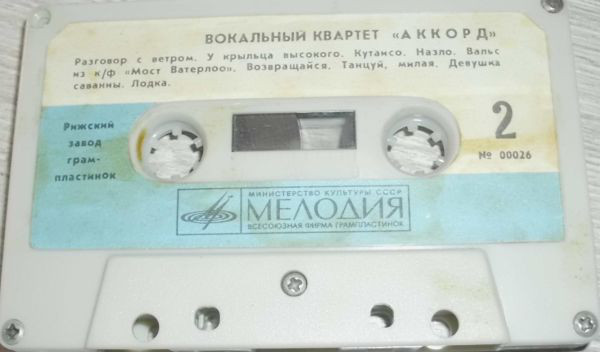 ВОКАЛЬНЫЙ КВАРТЕТ «АККОРД»
Разговор с ветром. У крыльца высокого. Кутаисо. Назло. Вальс
из к/ф «Мост Ватерлоо». Возвращайся. Танцуй, милая. Девушка
саванны. Лодка.
Рижский
завод
грам-
пластинок
2
№ 00026
МИНИСТЕРСТВО КУЛЬТУРЫ СССР
МЕЛОДИЯ
ВСЕСОЮЗНАЯ ФИРМА ГРАМПЛАСТИНОК